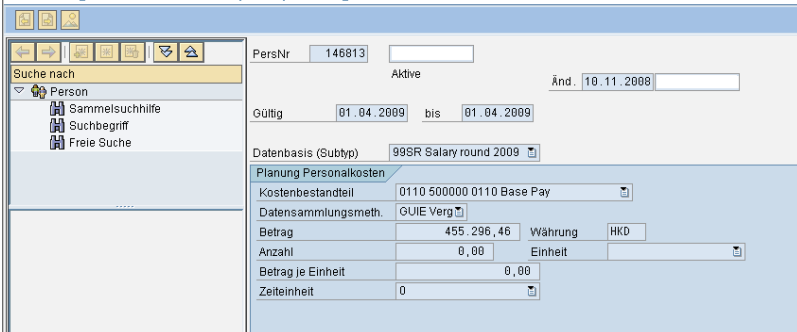 Suche nach
Person
Sammelsuchhilfe
Suchbegriff
Freie Suche
PersNr 146813
Aktive
Änd. 10.11.2008
Gültig 01.04.2009 bis 01.04.2009
Datenbasis (Subtyp) 99SR Salary round 2009
Planung Personalkosten
Kostenbestandteil 0110 500000 0110 Base Pay
Datensammlungsmeth. GUIE Verg
Betrag 455.296,46 Währung HKD
Anzahl 0,00 Einheit
Betrag je Einheit 0,00
Zeiteinheit 0